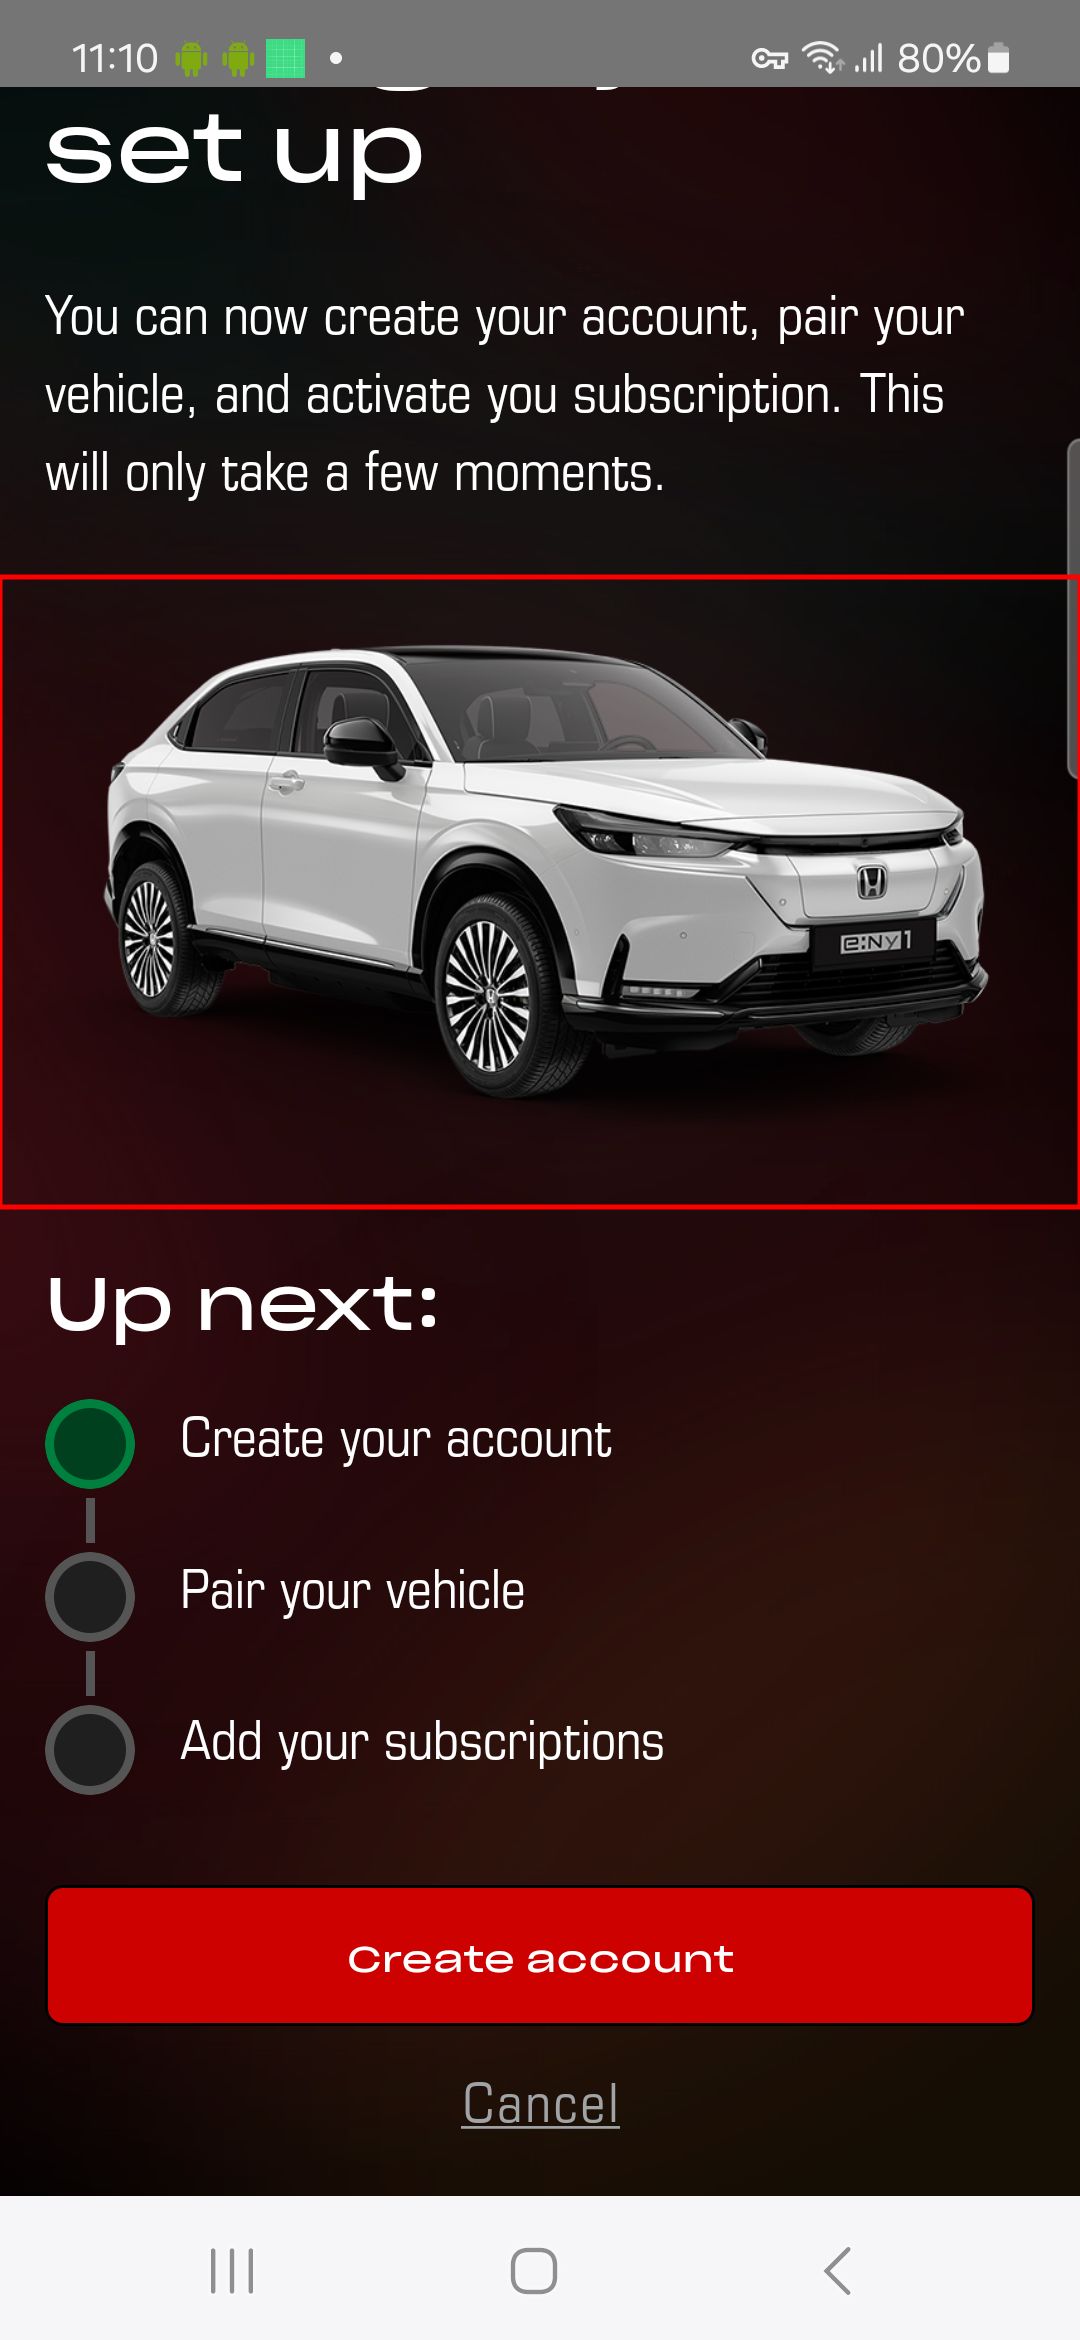 11:10
80%
set up
You can now create your account, pair your
vehicle, and activate you subscription. This
will only take a few moments.
e:Ny1
Up next:
Create your account
Pair your vehicle
Add your subscriptions
Create account
Cancel